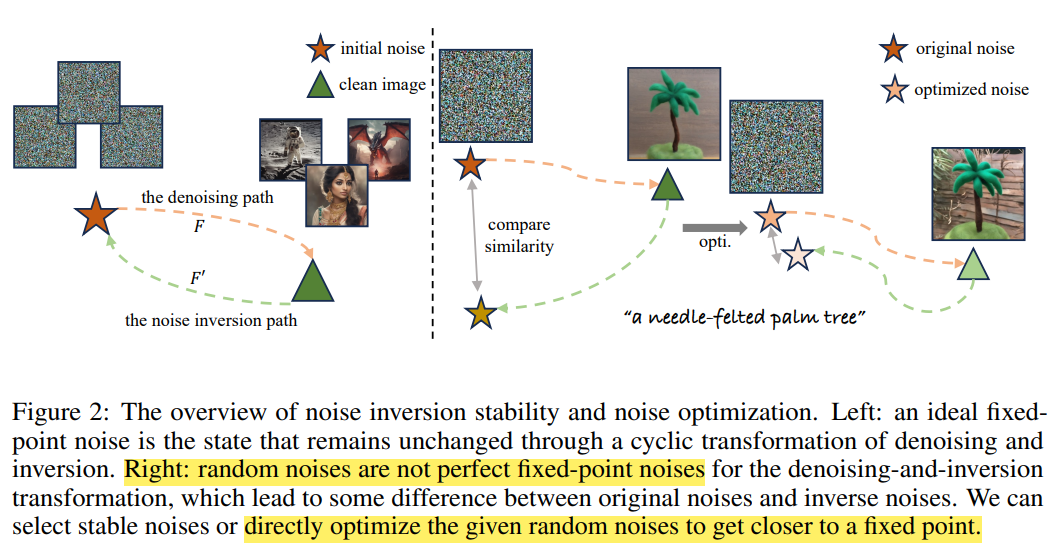 initial noise
clean image
the denoising path
F
F'
the noise inversion path
original noise
optimized noise
compare
similarity
opti.
“a needle-felted palm tree”
Figure 2: The overview of noise inversion stability and noise optimization. Left: an ideal fixed-
point noise is the state that remains unchanged through a cyclic transformation of denoising and
inversion. Right: random noises are not perfect fixed-point noises for the denoising-and-inversion
transformation, which lead to some difference between original noises and inverse noises. We can
select stable noises or directly optimize the given random noises to get closer to a fixed point.